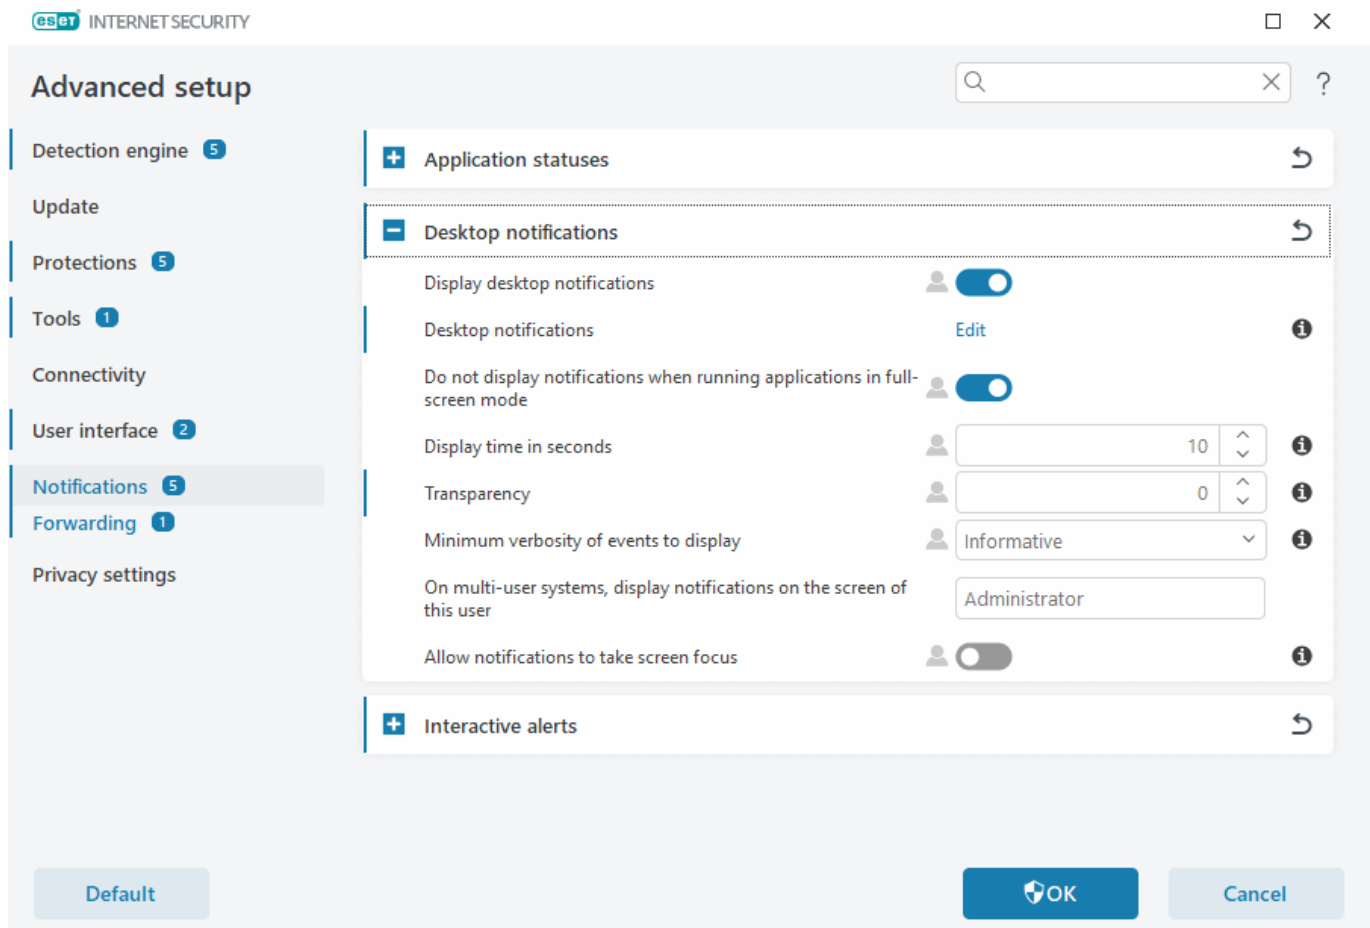 eset INTERNET SECURITY
Advanced setup
?
Detection engine 5
Update
Protections 5
Tools 1
Connectivity
User interface 2
Notifications 5
Forwarding 1
Privacy settings
Application statuses
Desktop notifications
Display desktop notifications
Desktop notifications Edit
Do not display notifications when running applications in full-
screen mode
Display time in seconds 10
Transparency 0
Minimum verbosity of events to display Informative
On multi-user systems, display notifications on the screen of
this user Administrator
Allow notifications to take screen focus
Interactive alerts
Default OK Cancel